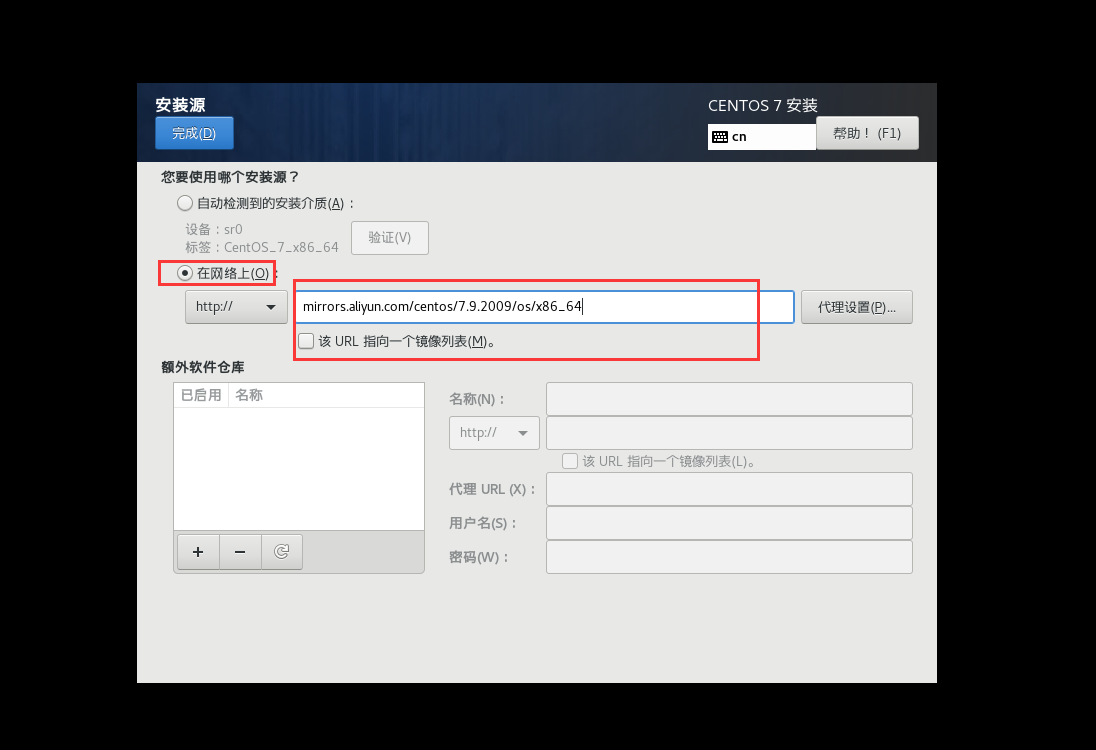 安装源
CENTOS 7 安装
完成(D)
cn
帮助！(F1)
您要使用哪个安装源？
自动检测到的安装介质(A)：
设备：sr0
标签：CentOS_7_x86_64
验证(V)
在网络上(O)：
http://
mirrors.aliyun.com/centos/7.9.2009/os/x86_64
代理设置(P)...
该 URL 指向一个镜像列表(M)。
额外软件仓库
已启用 名称
名称(N)：
http://
该 URL 指向一个镜像列表(L)。
代理 URL (X)：
用户名(S)：
密码(W)：